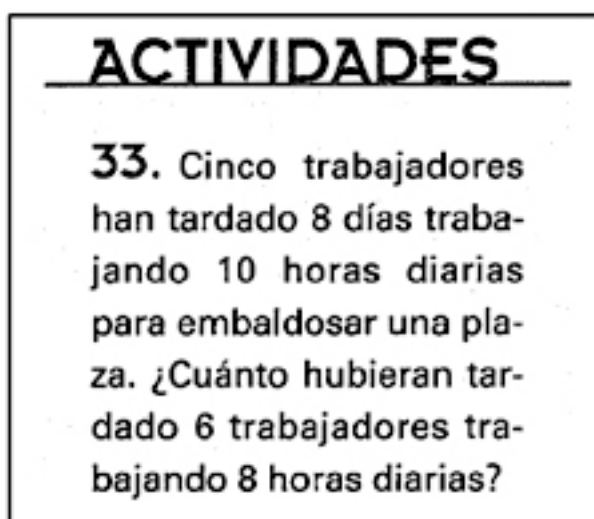 ACTIVIDADES
33. Cinco trabajadores
han tardado 8 días traba-
jando 10 horas diarias
para embaldosar una pla-
za. ¿Cuánto hubieran tar-
dado 6 trabajadores tra-
bajando 8 horas diarias?